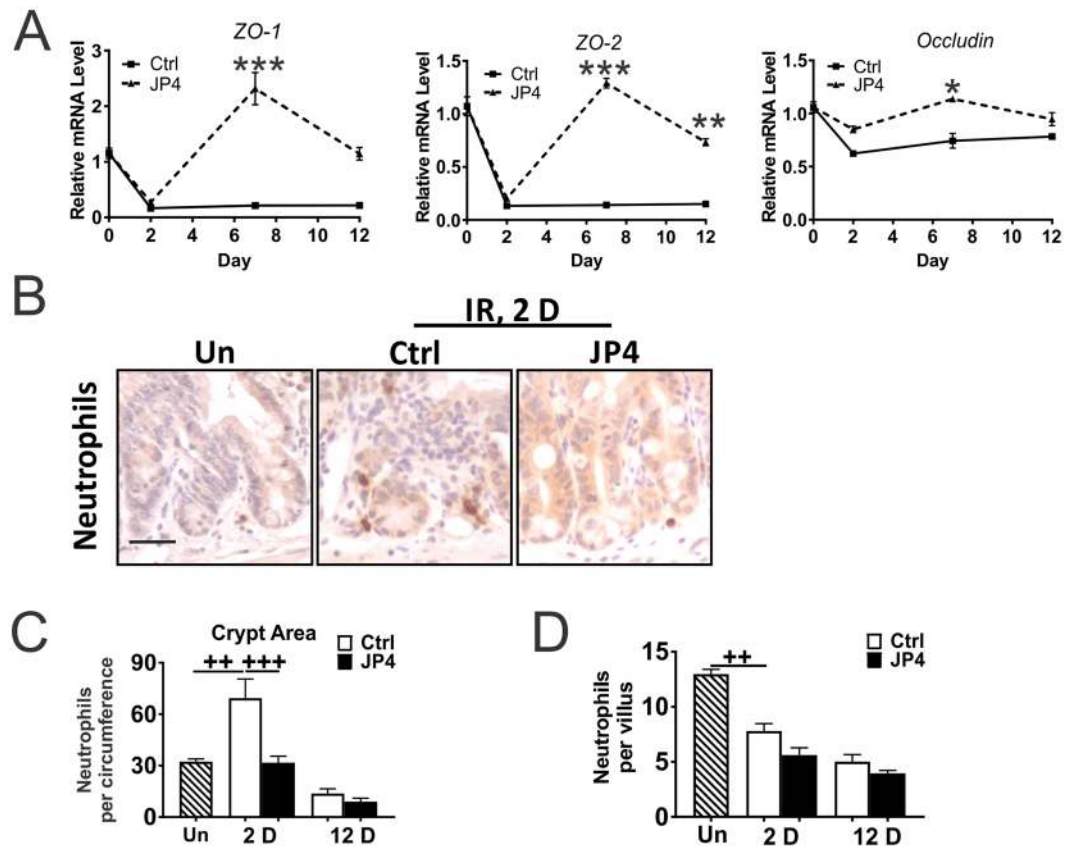 A
ZO-1
Relative mRNA Level
3
2
1
0
Ctrl
JP4
***
0 2 4 6 8 10 12
Day
ZO-2
Relative mRNA Level
1.5
1.0
0.5
0.0
Ctrl
JP4
***
**
0 2 4 6 8 10 12
Day
Occludin
Relative mRNA Level
1.5
1.0
0.5
0.0
Ctrl
JP4
*
0 2 4 6 8 10 12
Day
B
IR, 2 D
Un Ctrl JP4
Neutrophils
C
Crypt Area
Ctrl
JP4
++ +++
Neutrophils
per circumference
90
60
30
0
Un 2 D 12 D
D
Ctrl
JP4
++
Neutrophils
per villus
15
10
5
0
Un 2 D 12 D